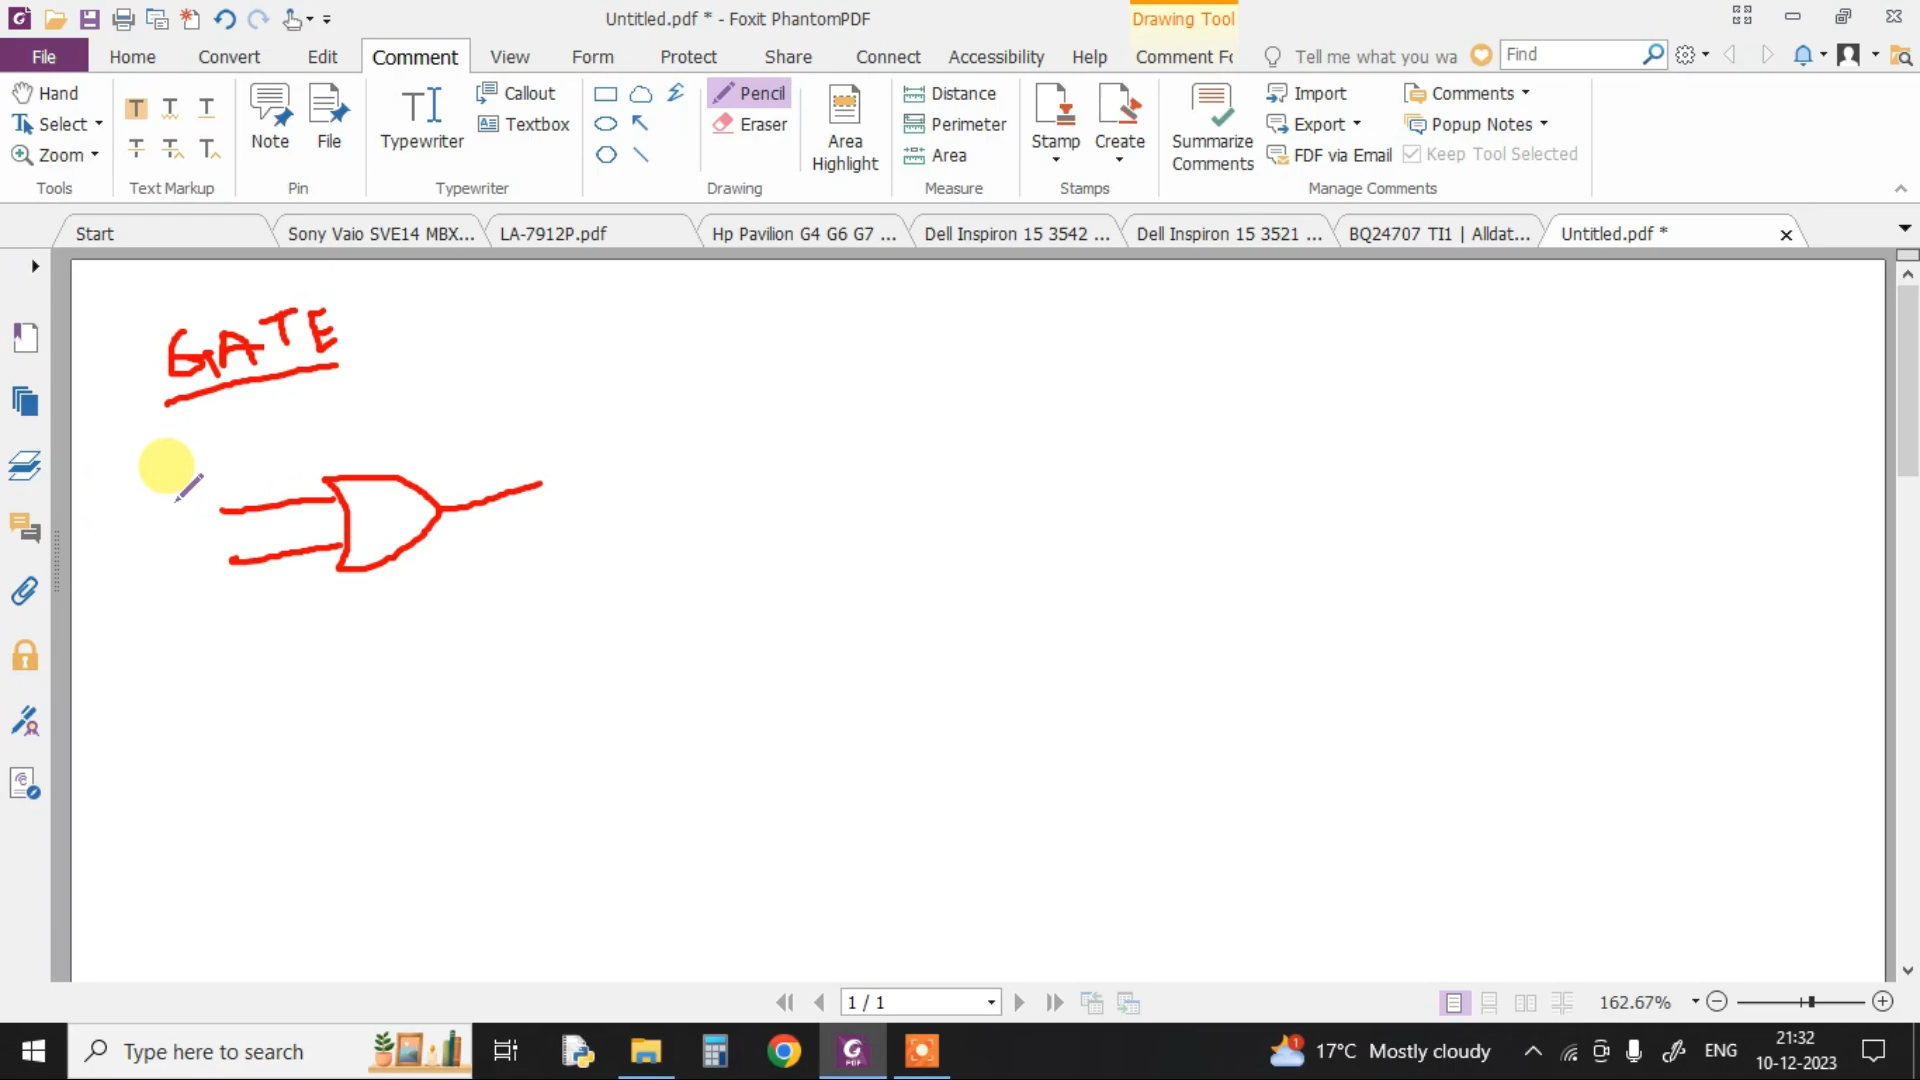 Untitled.pdf * - Foxit PhantomPDF
Drawing Tool
File
Home
Convert
Edit
Comment
View
Form
Protect
Share
Connect
Accessibility
Help
Comment Fo
Tell me what you wa
Find
Hand
Select
Zoom
Tools
Text Markup
Note
File
Pin
Typewriter
Callout
Textbox
Typewriter
Pencil
Eraser
Drawing
Area Highlight
Distance
Perimeter
Area
Measure
Stamp
Create
Stamps
Summarize Comments
Import
Export
FDF via Email
Comments
Popup Notes
Keep Tool Selected
Manage Comments
Start
Sony Vaio SVE14 MBX...
LA-7912P.pdf
Hp Pavilion G4 G6 G7 ...
Dell Inspiron 15 3542 ...
Dell Inspiron 15 3521 ...
BQ24707 TI1 | Alldat...
Untitled.pdf *
GATE
1 / 1
162.67%
Type here to search
17°C Mostly cloudy
ENG
21:32
10-12-2023